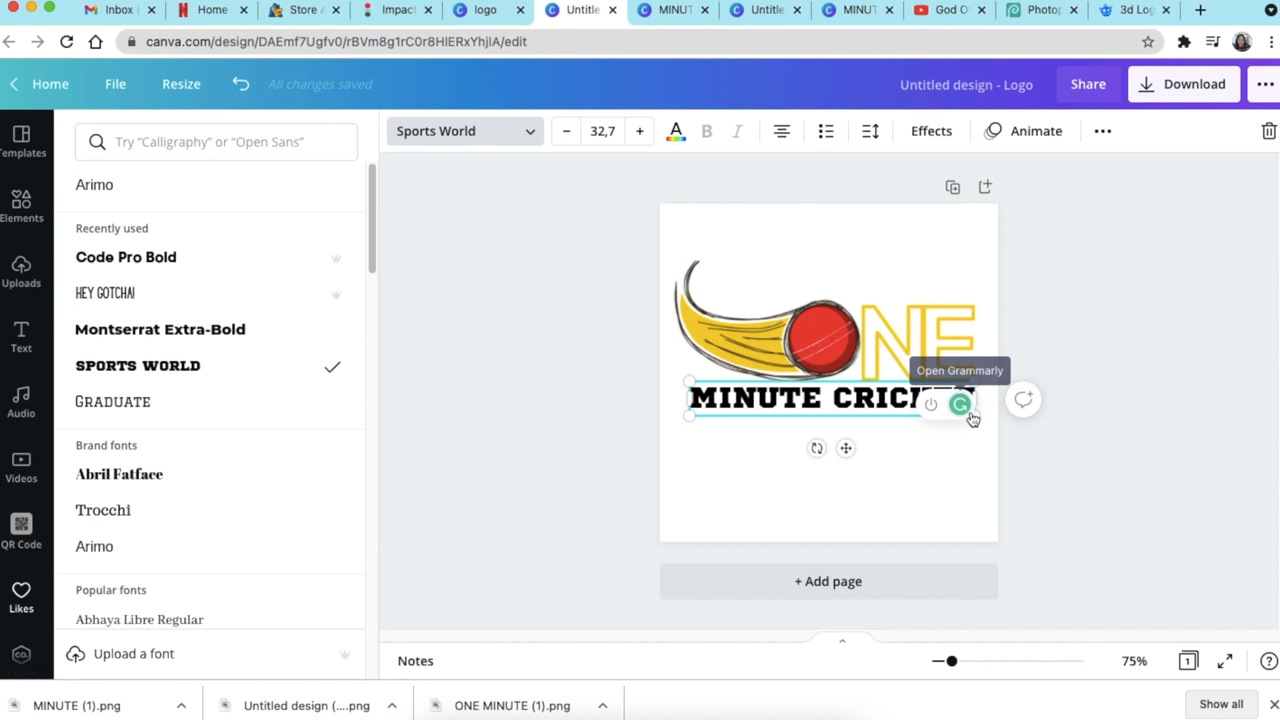 Inbox (
Home
Store A
Impact
logo
Untitle
MINUT
Untitle
MINUT
God O
Photop
3d Log
canva.com/design/DAEmf7Ugfv0/rBVm8g1rC0r8HlERxYhjlA/edit
Home
File
Resize
All changes saved
Untitled design - Logo
Share
Download
Templates
Elements
Uploads
Text
Audio
Videos
QR Code
Likes
co.
Try “Calligraphy” or “Open Sans”
Arimo
Recently used
Code Pro Bold
HEY GOTCHA!
Montserrat Extra-Bold
SPORTS WORLD
GRADUATE
Brand fonts
Abril Fatface
Trocchi
Arimo
Popular fonts
Abhaya Libre Regular
Upload a font
Sports World
32,7
A
B
I
Effects
Animate
NE
Open Grammarly
MINUTE
+ Add page
Notes
75%
1
MINUTE (1).png
Untitled design (....png
ONE MINUTE (1).png
Show all